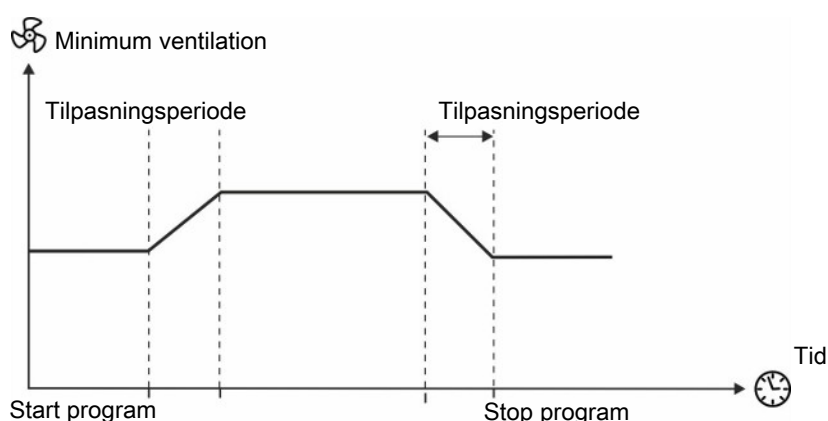 Minimum ventilation
Tilpasningsperiode
Tilpasningsperiode
Tid
Start program
Stop program